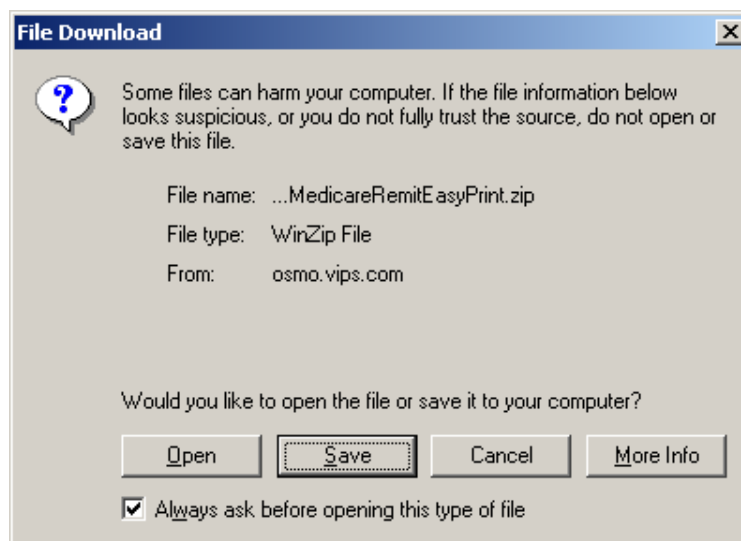 File Download
Some files can harm your computer. If the file information below
looks suspicious, or you do not fully trust the source, do not open or
save this file.
File name: ...MedicareRemitEasyPrint.zip
File type: WinZip File
From: osmo.vips.com
Would you like to open the file or save it to your computer?
Open Save Cancel More Info
Always ask before opening this type of file